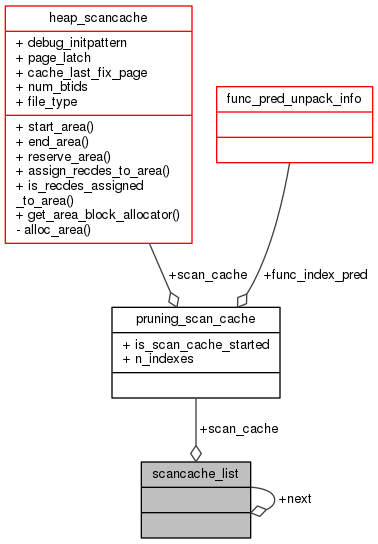 heap_scancache
+ debug_initpattern
+ page_latch
+ cache_last_fix_page
+ num_btids
+ file_type
+ start_area()
+ end_area()
+ reserve_area()
+ assign_recdes_to_area()
+ is_recdes_assigned
_to_area()
+ get_area_block_allocator()
- alloc_area()
func_pred_unpack_info
+scan_cache
+func_index_pred
pruning_scan_cache
+ is_scan_cache_started
+ n_indexes
+scan_cache
scancache_list
+next